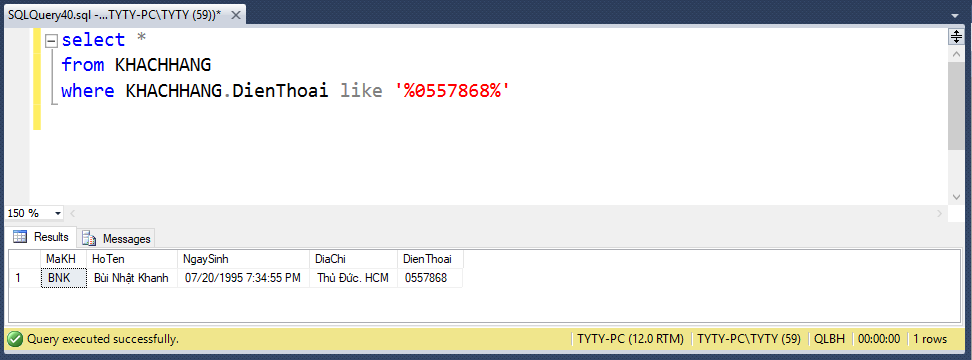 SQLQuery40.sql -...TYTY-PC\TYTY (59))*
select *
from KHACHHANG
where KHACHHANG.DienThoai like '%0557868%'
150 %
Results Messages
MaKH HoTen NgaySinh DiaChi DienThoai
1 BNK Bùi Nhật Khanh 07/20/1995 7:34:55 PM Thủ Đức. HCM 0557868
Query executed successfully. TYTY-PC (12.0 RTM) TYTY-PC\TYTY (59) QLBH 00:00:00 1 rows